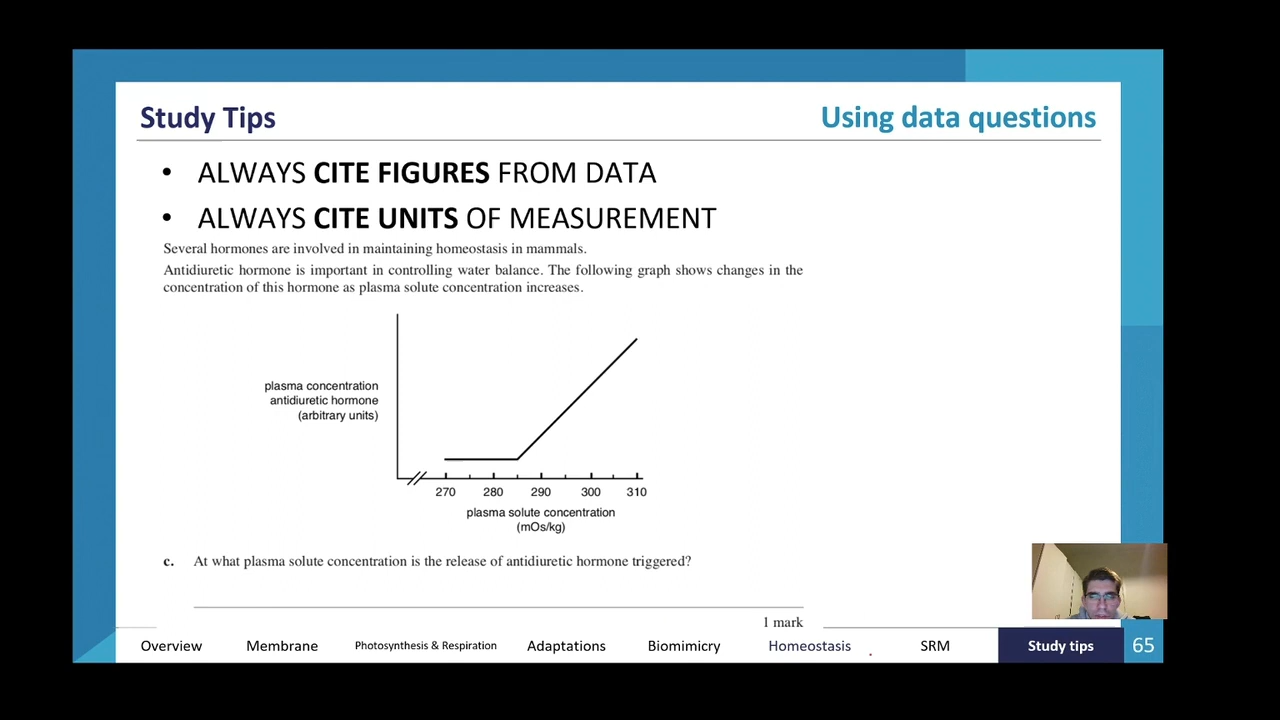 Study Tips
Using data questions
• ALWAYS CITE FIGURES FROM DATA
• ALWAYS CITE UNITS OF MEASUREMENT
Several hormones are involved in maintaining homeostasis in mammals.
Antidiuretic hormone is important in controlling water balance. The following graph shows changes in the
concentration of this hormone as plasma solute concentration increases.
plasma concentration
antidiuretic hormone
(arbitrary units)
270 280 290 300 310
plasma solute concentration
(mOs/kg)
c. At what plasma solute concentration is the release of antidiuretic hormone triggered?
1 mark
Overview Membrane Photosynthesis & Respiration Adaptations Biomimicry Homeostasis SRM Study tips 65